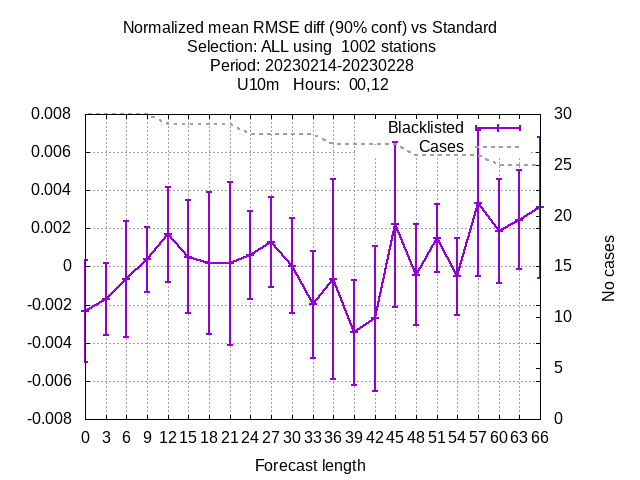 Normalized mean RMSE diff (90% conf) vs Standard
Selection: ALL using  1002 stations
Period: 20230214-20230228
U10m   Hours:  00,12
0.008
0.006
0.004
0.002
0
-0.002
-0.004
-0.006
-0.008
Blacklisted
Cases
30
25
20
15
10
5
0
No cases
0 3 6 9 12 15 18 21 24 27 30 33 36 39 42 45 48 51 54 57 60 63 66
Forecast length